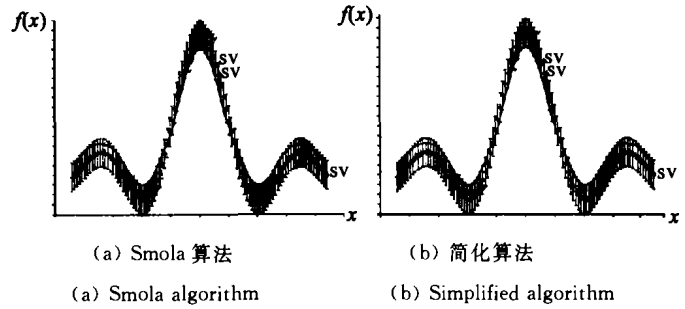 f(x)
SV
SV
SV
x
(a) Smola 算法
(a) Smola algorithm
f(x)
SV
SV
SV
x
(b) 简化算法
(b) Simplified algorithm